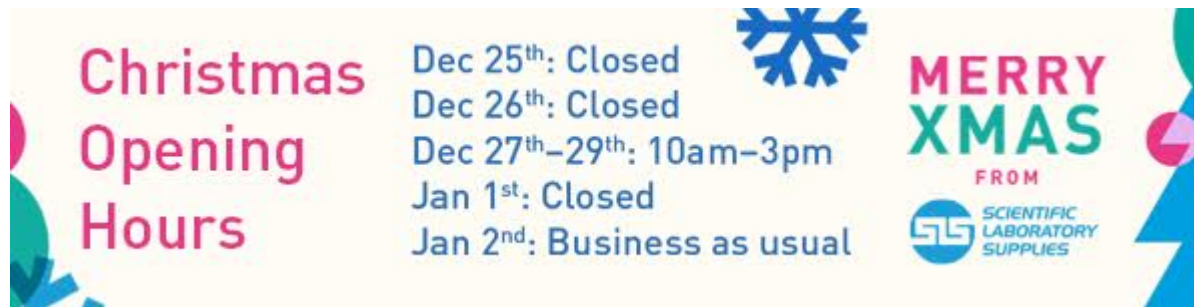 Christmas
Opening
Hours
Dec 25th: Closed
Dec 26th: Closed
Dec 27th–29th: 10am–3pm
Jan 1st: Closed
Jan 2nd: Business as usual
MERRY
XMAS
FROM
SLS
SCIENTIFIC
LABORATORY
SUPPLIES